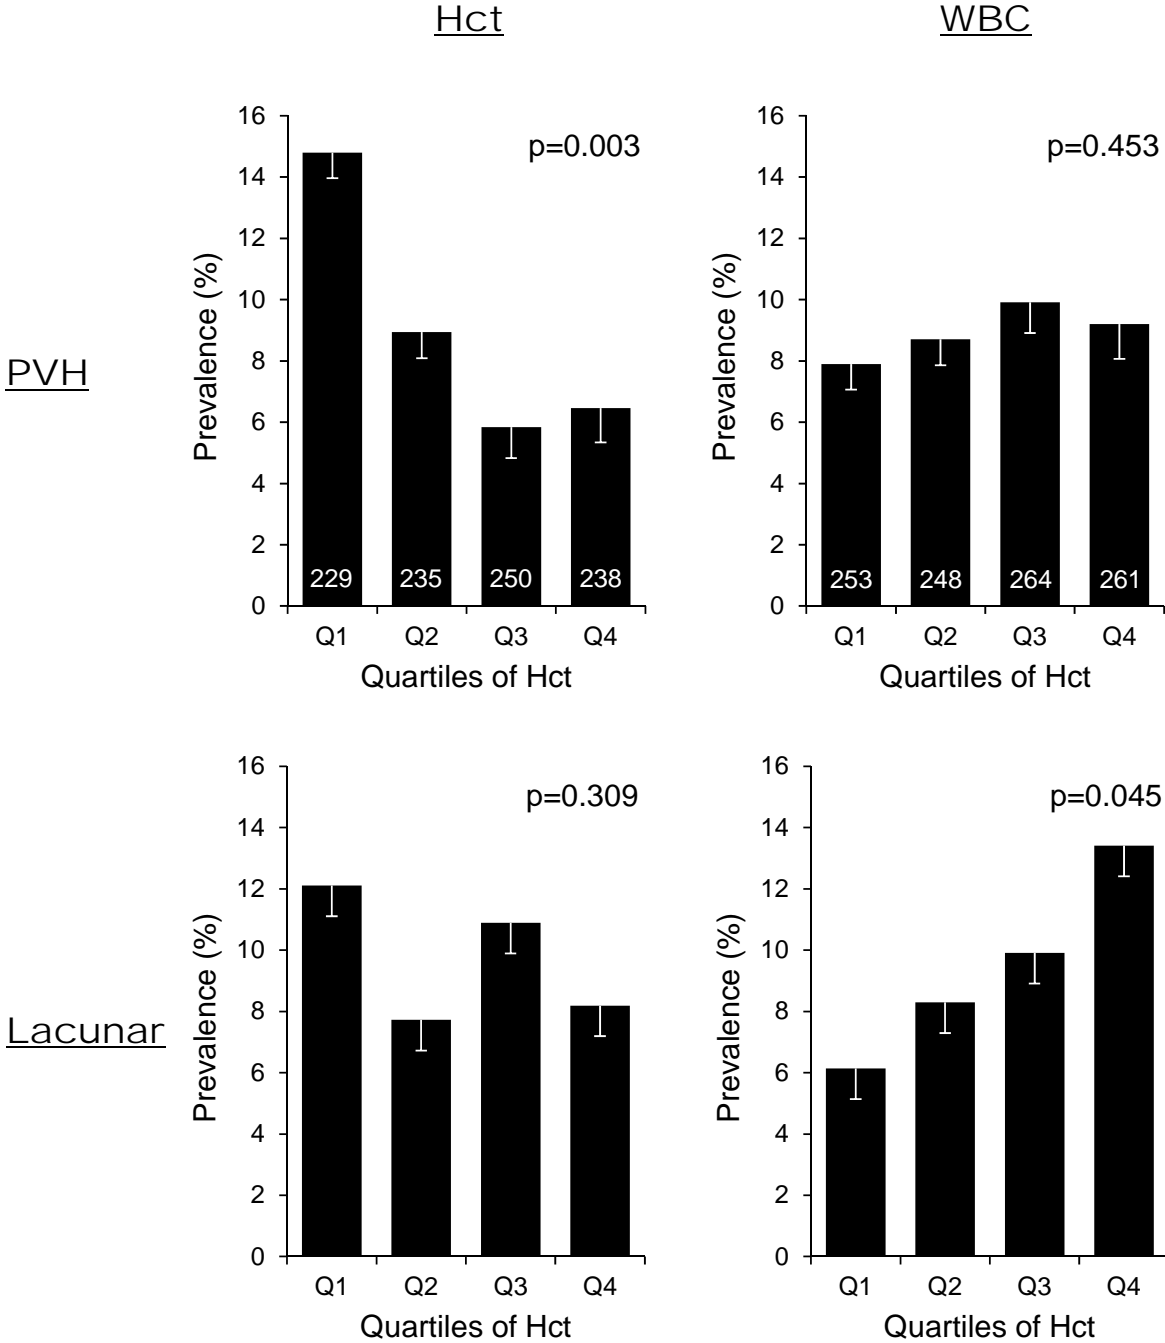 Hct
WBC
PVH
16
14
12
10
8
6
4
2
0
Prevalence (%)
p=0.003
229 235 250 238
Q1 Q2 Q3 Q4
Quartiles of Hct
16
14
12
10
8
6
4
2
0
Prevalence (%)
p=0.453
253 248 264 261
Q1 Q2 Q3 Q4
Quartiles of Hct
Lacunar
16
14
12
10
8
6
4
2
0
Prevalence (%)
p=0.309
Q1 Q2 Q3 Q4
Quartiles of Hct
16
14
12
10
8
6
4
2
0
Prevalence (%)
p=0.045
Q1 Q2 Q3 Q4
Quartiles of Hct